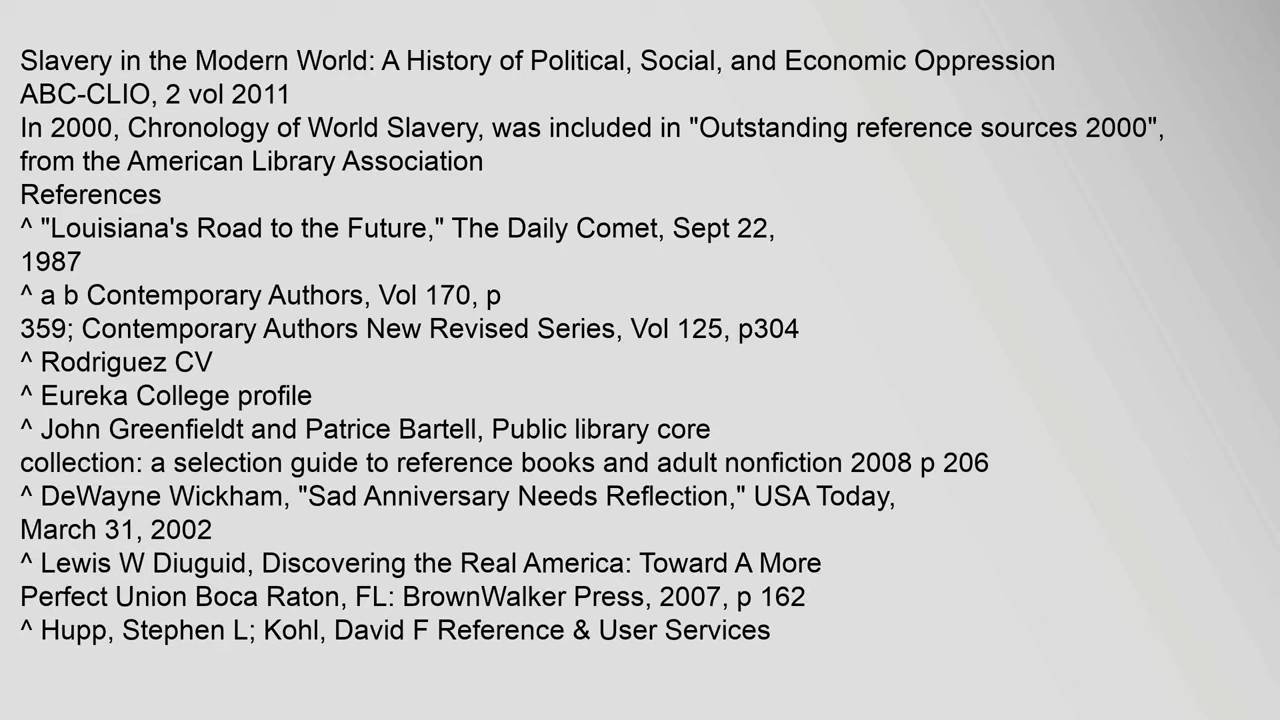 Slavery in the Modern World: A History of Political, Social, and Economic Oppression
ABC-CLIO, 2 vol 2011
In 2000, Chronology of World Slavery, was included in "Outstanding reference sources 2000",
from the American Library Association
References
^ "Louisiana's Road to the Future," The Daily Comet, Sept 22,
1987
^ a b Contemporary Authors, Vol 170, p
359; Contemporary Authors New Revised Series, Vol 125, p304
^ Rodriguez CV
^ Eureka College profile
^ John Greenfieldt and Patrice Bartell, Public library core
collection: a selection guide to reference books and adult nonfiction 2008 p 206
^ DeWayne Wickham, "Sad Anniversary Needs Reflection," USA Today,
March 31, 2002
^ Lewis W Diuguid, Discovering the Real America: Toward A More
Perfect Union Boca Raton, FL: BrownWalker Press, 2007, p 162
^ Hupp, Stephen L; Kohl, David F Reference & User Services